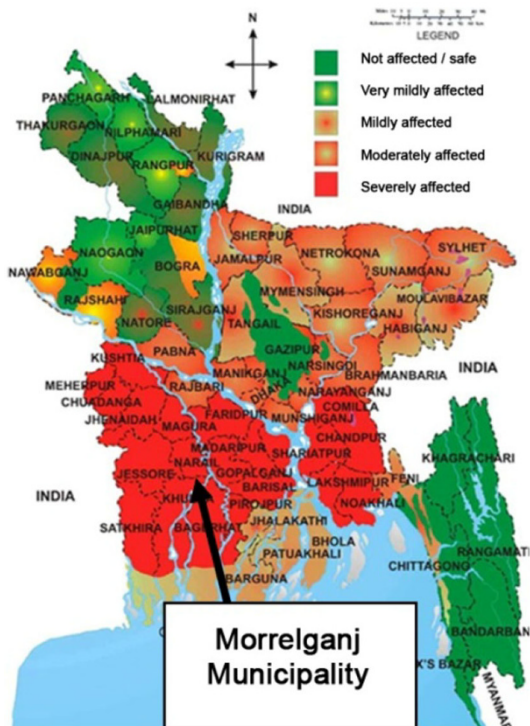 N
LEGEND
Not affected / safe
Very mildly affected
Mildly affected
Moderately affected
Severely affected
PANCHAGARH
LALMONIRHAT
THAKURGAON
NILPHAMARI
DINAJPUR
RANGPUR
KURIGRAM
GAIBANDHA
INDIA
JAIPURHAT
SHERPUR
NAOGAON
BOGRA
JAMALPUR
NETROKONA
SYLHET
SUNAMGANJ
NAWABGANJ
MYMENSINGH
MOULAVIBAZAR
RAJSHAHI
SIRAJGANJ
KISHOREGANJ
HABIGANJ
NATORE
TANGAIL
GAZIPUR
PABNA
NARSINGDI
INDIA
KUSHTIA
MANIKGANJ
BRAHMANBARIA
MEHERPUR
RAJBARI
DHAKA
NARAYANGANJ
CHUADANGA
FARIDPUR
MUNSHIGANJ
COMILLA
JHENAIDAH
MAGURA
CHANDPUR
MADARIPUR
SHARIATPUR
KHAGRACHARI
NARAIL
JESSORE
GOPALGANJ
LAKSHMIPUR
FENI
INDIA
BARISAL
KHU
PIROJPUR
NOAKHALI
SATKHIRA
BAGERHAT
JHALAKATHI
BHOLA
RANGAMATI
PATUAKHALI
CHITTAGONG
BARGUNA
BANDARBAN
X'S BAZAR
MYANMAR
Morrelganj
Municipality